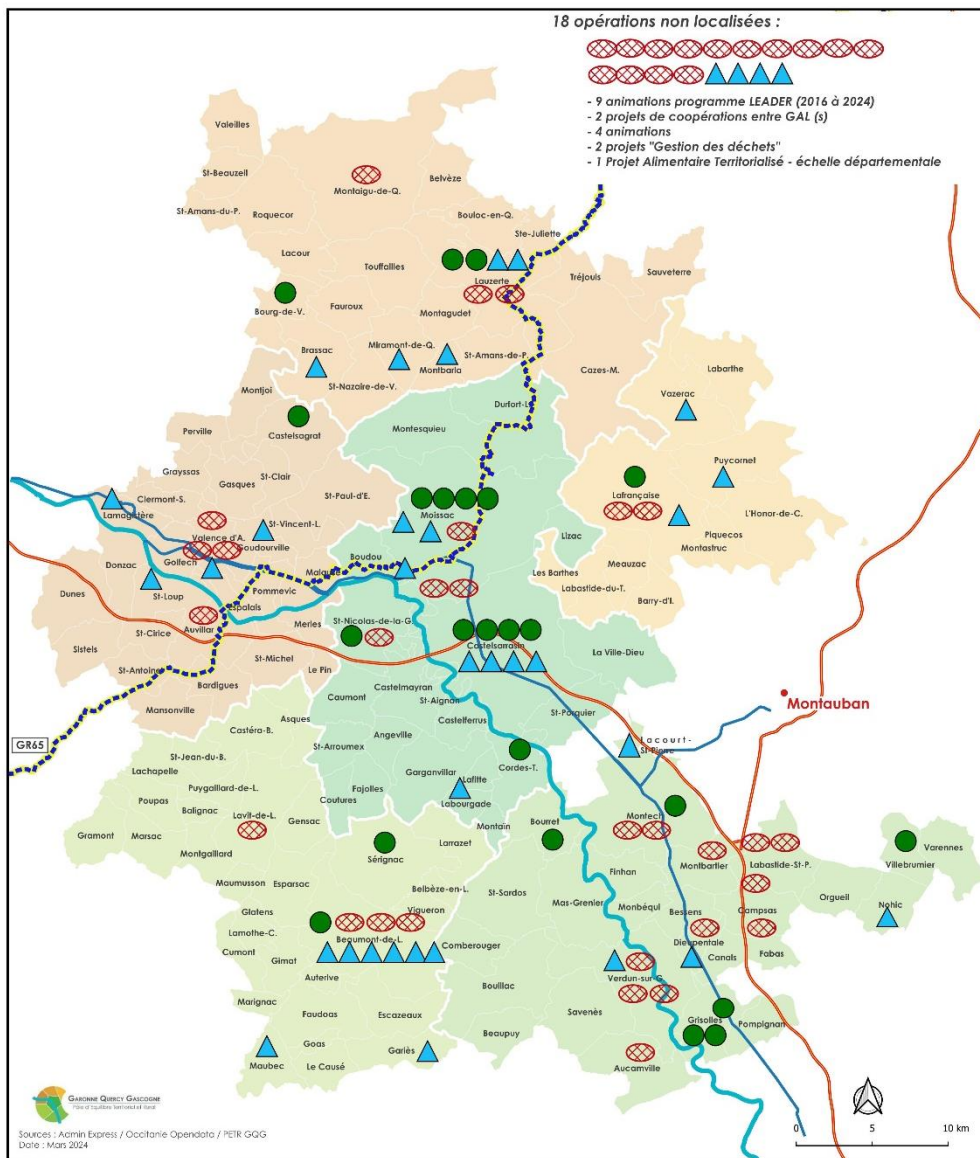 18 opérations non localisées :
- 9 animations programme LEADER (2016 à 2024)
- 2 projets de coopérations entre GAL (s)
- 4 animations
- 2 projets "Gestion des déchets"
- 1 Projet Alimentaire Territorialisé - échelle départementale
Valeilles
St-Beauzeil
Montaigu-de-Q.
Belvèze
St-Amans-du-P.
Roquecor
Bouloc-en-Q.
Ste-Juliette
Lacour
Touffailles
Lauzerte
Tréjouls
Sauveterre
Bourg-de-V.
Fauroux
Montagudet
Brassac
Miramont-de-Q.
Montbarla
St-Amans-de-P.
St-Nazaire-de-V.
Cazes-M.
Labarthe
Vazerac
Montjoi
Durfort-L.
Castelsagrat
Montesquieu
Perville
Puycornet
Grayssas
Gasques
St-Clair
Lafrançaise
Clermont-S.
St-Paul-d'E.
Moissac
L'Honor-de-C.
Lamagistère
Valence d'A.
St-Vincent-L.
Goudourville
Piquecos
Montastruc
Lizac
Donzac
Golfech
Boudou
Malause
Les Barthes
Meauzac
Labastide-du-T.
Dunes
St-Loup
Pommevic
Espalais
Barry-d'I.
Auvillar
Merles
St-Nicolas-de-la-G.
St-Cirice
Sistels
Castelsarrasin
La Ville-Dieu
St-Antoine
St-Michel
Le Pin
Bardigues
Mansonville
Caumont
Castelmayran
St-Aignan
Montauban
Asques
Castelferrus
St-Porquier
GR65
Castéra-B.
Angeville
St-Arroumex
Lacourt-
St-Pierre
St-Jean-du-B.
Lachapelle
Garganvillar
Lafitte
Cordes-T.
Puygaillard-de-L.
Poupas
Balignac
Coutures
Fajolles
Labourgade
Gramont
Marsac
Lavit-de-L.
Gensac
Montaïn
Bourret
Montech
Montgaillard
Sérignac
Larrazet
Montbartier
Labastide-St-P.
Varennes
Villebrumier
Maumusson
Esparsac
Belbèze-en-L.
St-Sardos
Finhan
Mas-Grenier
Monbéqui
Bessens
Campsas
Orgueil
Nohic
Glatens
Vigueron
Lamothe-C.
Beaumont-de-L.
Comberouger
Dieupentale
Cumont
Gimat
Canals
Fabas
Auterive
Bouillac
Verdun-sur-G.
Marignac
Faudoas
Escazeaux
Savenès
Grisolles
Pompignan
Goas
Beaupuy
Maubec
Le Causé
Gariès
Aucamville
GARONNE QUERCY GASCOGNE
Pôle d'Équilibre Territorial et Rural
Sources : Admin Express / Occitanie Opendata / PETR GQG
Date : Mars 2024
0 5 10 km